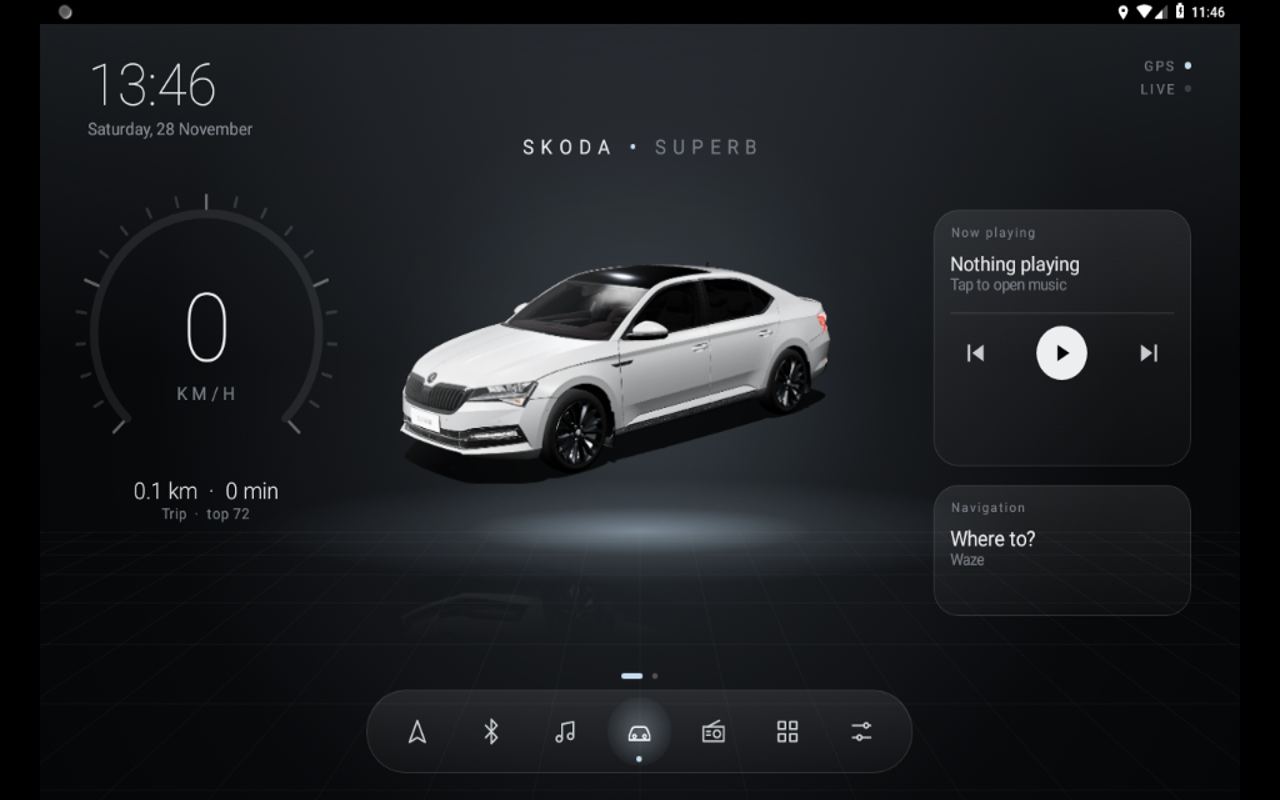 11:46
13:46
Saturday, 28 November
GPS
LIVE
SKODA • SUPERB
0
KM/H
0.1 km · 0 min
Trip · top 72
Now playing
Nothing playing
Tap to open music
Navigation
Where to?
Waze